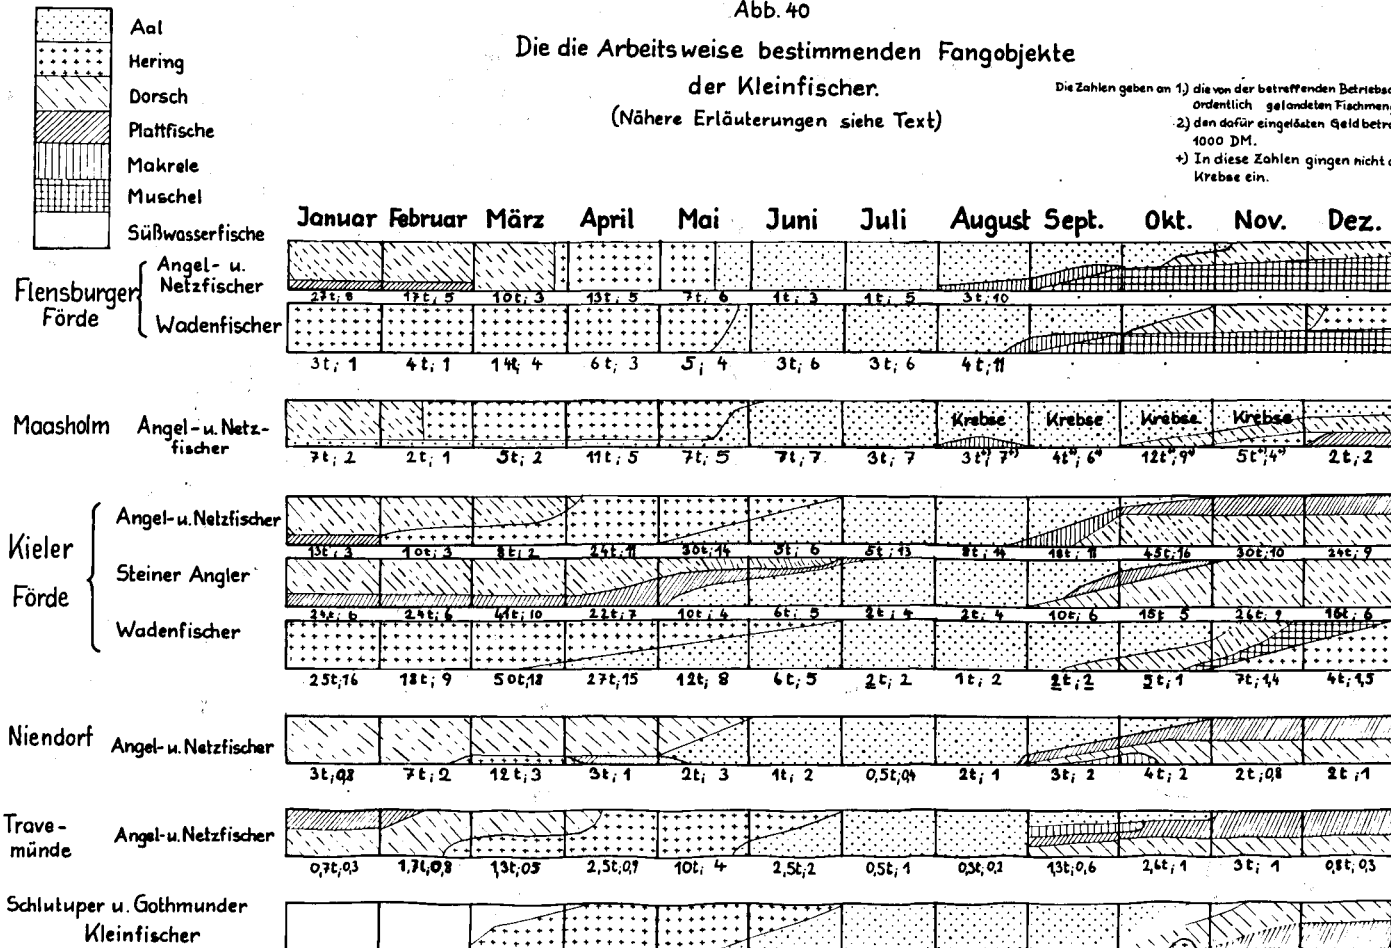 Abb. 40
Die die Arbeitsweise bestimmenden Fangobjekte
der Kleinfischer.
(Nähere Erläuterungen siehe Text)
Aal
Hering
Dorsch
Plattfische
Makrele
Muschel
Süßwasserfische
Die Zahlen geben an 1.) die von der betreffenden
ordentlich gelandeten
2.) den dafür eingelösten
1000 DM.
+) In diese Zahlen gingen nicht
Krebse ein.
Januar Februar März April Mai Juni Juli August Sept. Okt. Nov. Dez.
Flensburger Förde
Angel- u. Netzfischer
27t; 8 17t; 5 10t; 3 13t; 5 7t; 6 1t; 3 1t; 5 3t; 10
Wadenfischer
3t; 1 4t; 1 14t; 4 6t; 3 5; 4 3t; 6 3t; 6 4t; 11
Maasholm Angel- u. Netz-
fischer
Krebse Krebse Krebse Krebse
7t; 2 2t; 1 5t; 2 11t; 5 7t; 5 7t; 7 3t; 7 3t+); 7+) 4t+); 6+) 12t+); 9+) 5t+); 4+) 2t; 2
Kieler
Förde
Angel- u. Netzfischer
13t; 3 10t; 3 8t; 2 24t; 11 30t; 14 5t; 6 5t; 13 8t; 14 18t; 11 45t; 16 30t; 10 24t; 9
Steiner Angler
24t; 6 24t; 6 41t; 10 22t; 7 10t; 4 6t; 5 2t; 4 2t; 4 10t; 6 15t 5 26t; 9 16t; 6
Wadenfischer
25t; 16 18t; 9 50t; 18 27t; 15 12t; 8 6t; 5 2t; 2 1t; 2 2t; 2 5t; 1 7t; 1,4 4t; 1,5
Niendorf Angel- u. Netzfischer
3t; 0,8 7t; 2 12t; 3 3t; 1 2t; 3 1t; 2 0,5t; 0,4 2t; 1 3t; 2 4t; 2 2t; 0,8 2t; 1
Trave-
münde
Angel- u. Netzfischer
0,7t; 0,3 1,7t; 0,8 1,3t; 0,5 2,5t; 0,9 10t; 4 2,5t; 2 0,5t; 1 0,3t; 0,2 1,3t; 0,6 2,6t; 1 3t; 1 0,8t; 0,3
Schlutuper u. Gothmunder
Kleinfischer